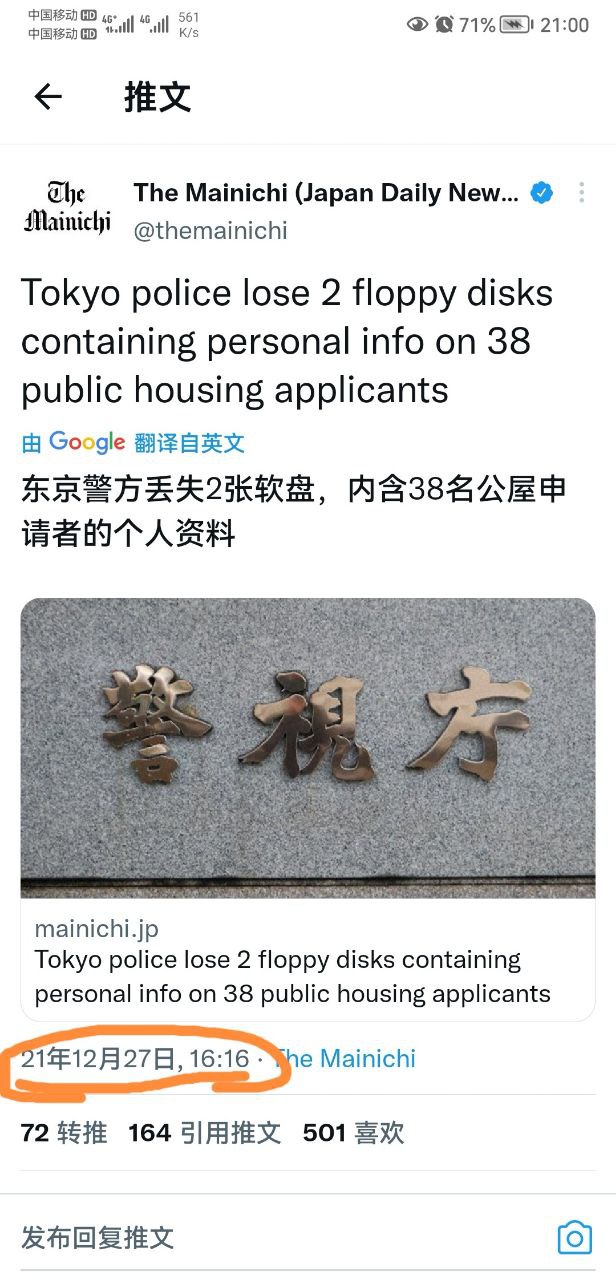 中国移动 HD 4G+ 4G 561
中国移动 HD K/s
71% 21:00
推文
The Mainichi
The Mainichi (Japan Daily New...
@themainichi
Tokyo police lose 2 floppy disks
containing personal info on 38
public housing applicants
由 Google 翻译自英文
东京警方丢失2张软盘，内含38名公屋申
请者的个人资料
警視庁
mainichi.jp
Tokyo police lose 2 floppy disks containing
personal info on 38 public housing applicants
21年12月27日, 16:16 · The Mainichi
72 转推 164 引用推文 501 喜欢
发布回复推文